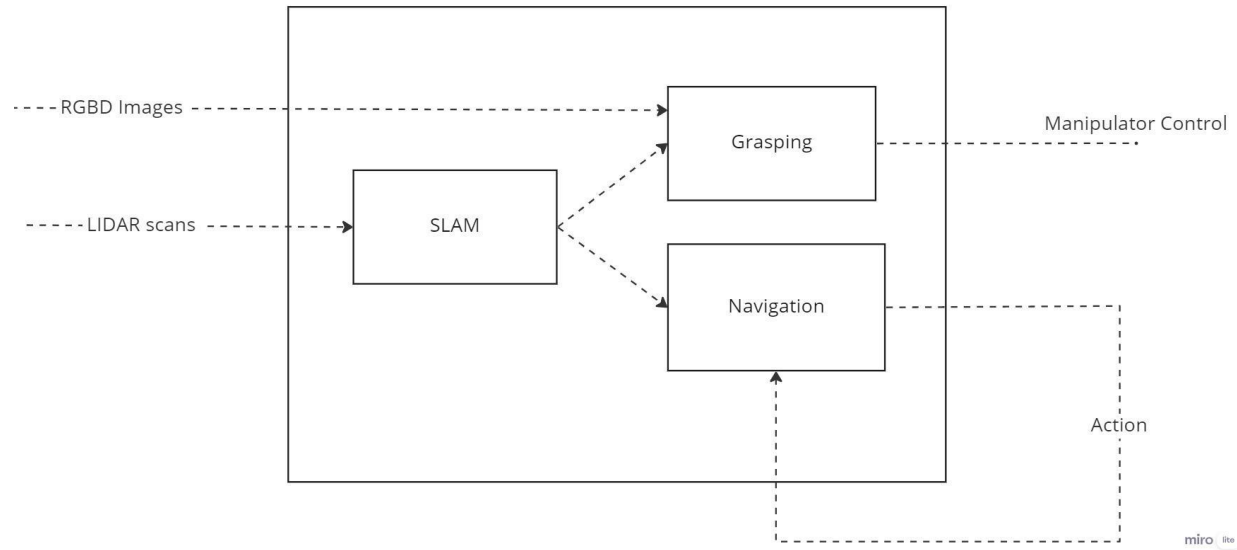 RGBD Images
Manipulator Control
Grasping
LIDAR scans
SLAM
Navigation
Action
miro lite